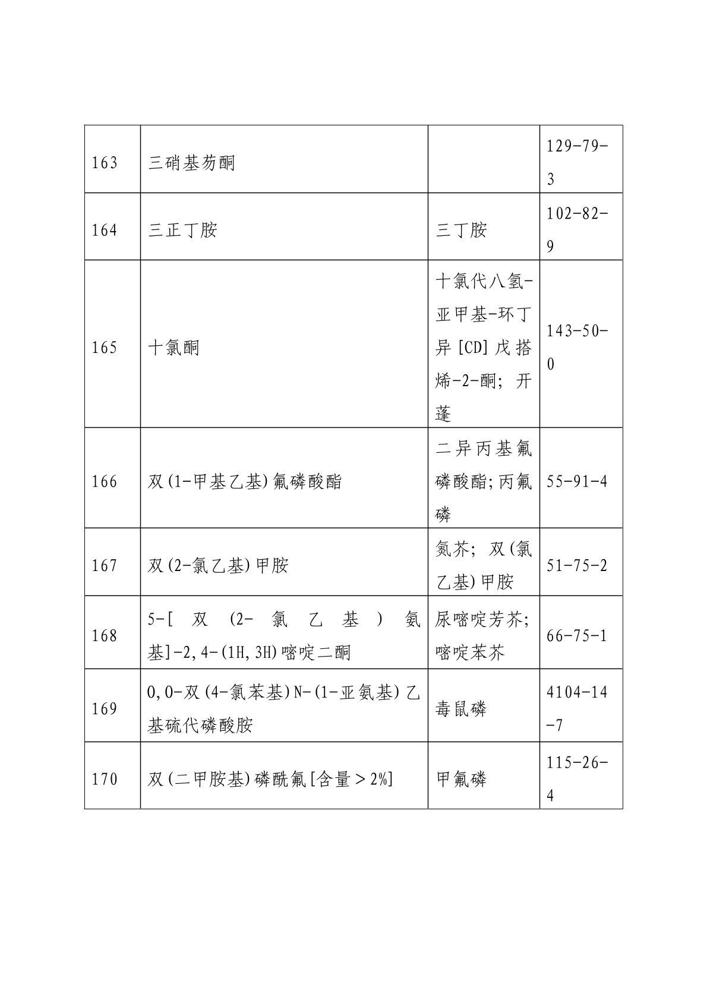 163 三硝基芴酮 129-79-
3
164 三正丁胺 三丁胺 102-82-
9
165 十氯酮 十氯代八氢-
亚甲基-环丁
异[CD]戊搭
烯-2-酮；开
蓬
143-50-
0
166 双(1-甲基乙基)氟磷酸酯 二异丙基氟
磷酸酯;丙氟
磷
55-91-4
167 双(2-氯乙基)甲胺 氮芥；双(氯
乙基)甲胺
51-75-2
168 5-[双(2-氯乙基)氨
基]-2,4-(1H,3H)嘧啶二酮
尿嘧啶芳芥;
嘧啶苯芥
66-75-1
169 O,O-双(4-氯苯基)N-(1-亚氨基)乙
基硫代磷酸胺
毒鼠磷
4104-14
-7
170 双(二甲胺基)磷酰氟[含量＞2%] 甲氟磷 115-26-
4